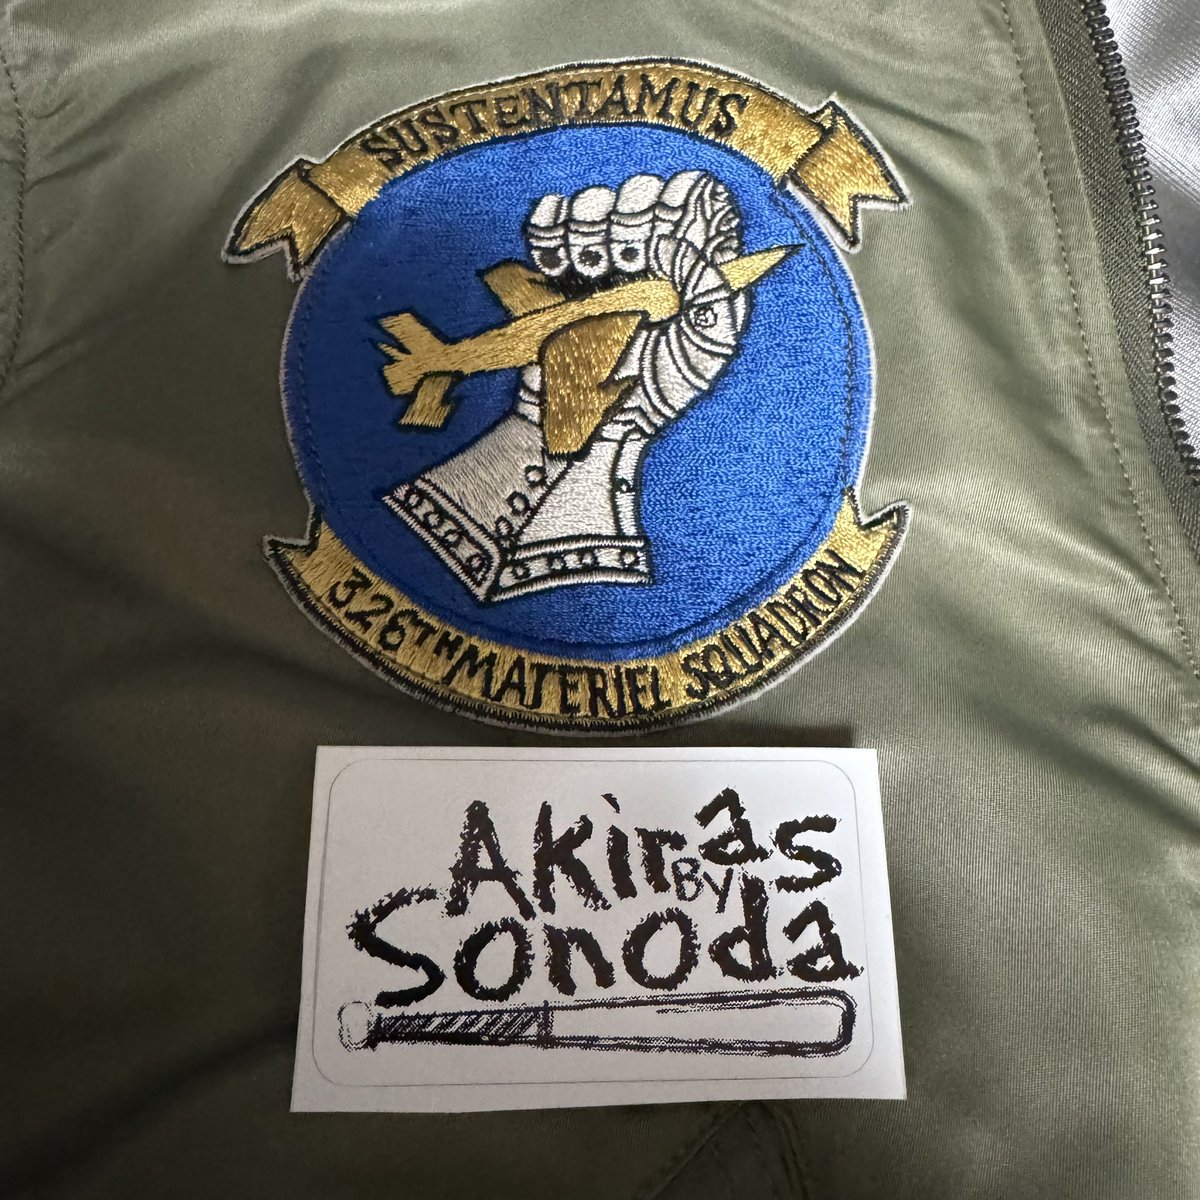 SUSTENTAMUS
326TH MATERIEL SQUADRON
Akiras
BY
Sonoda